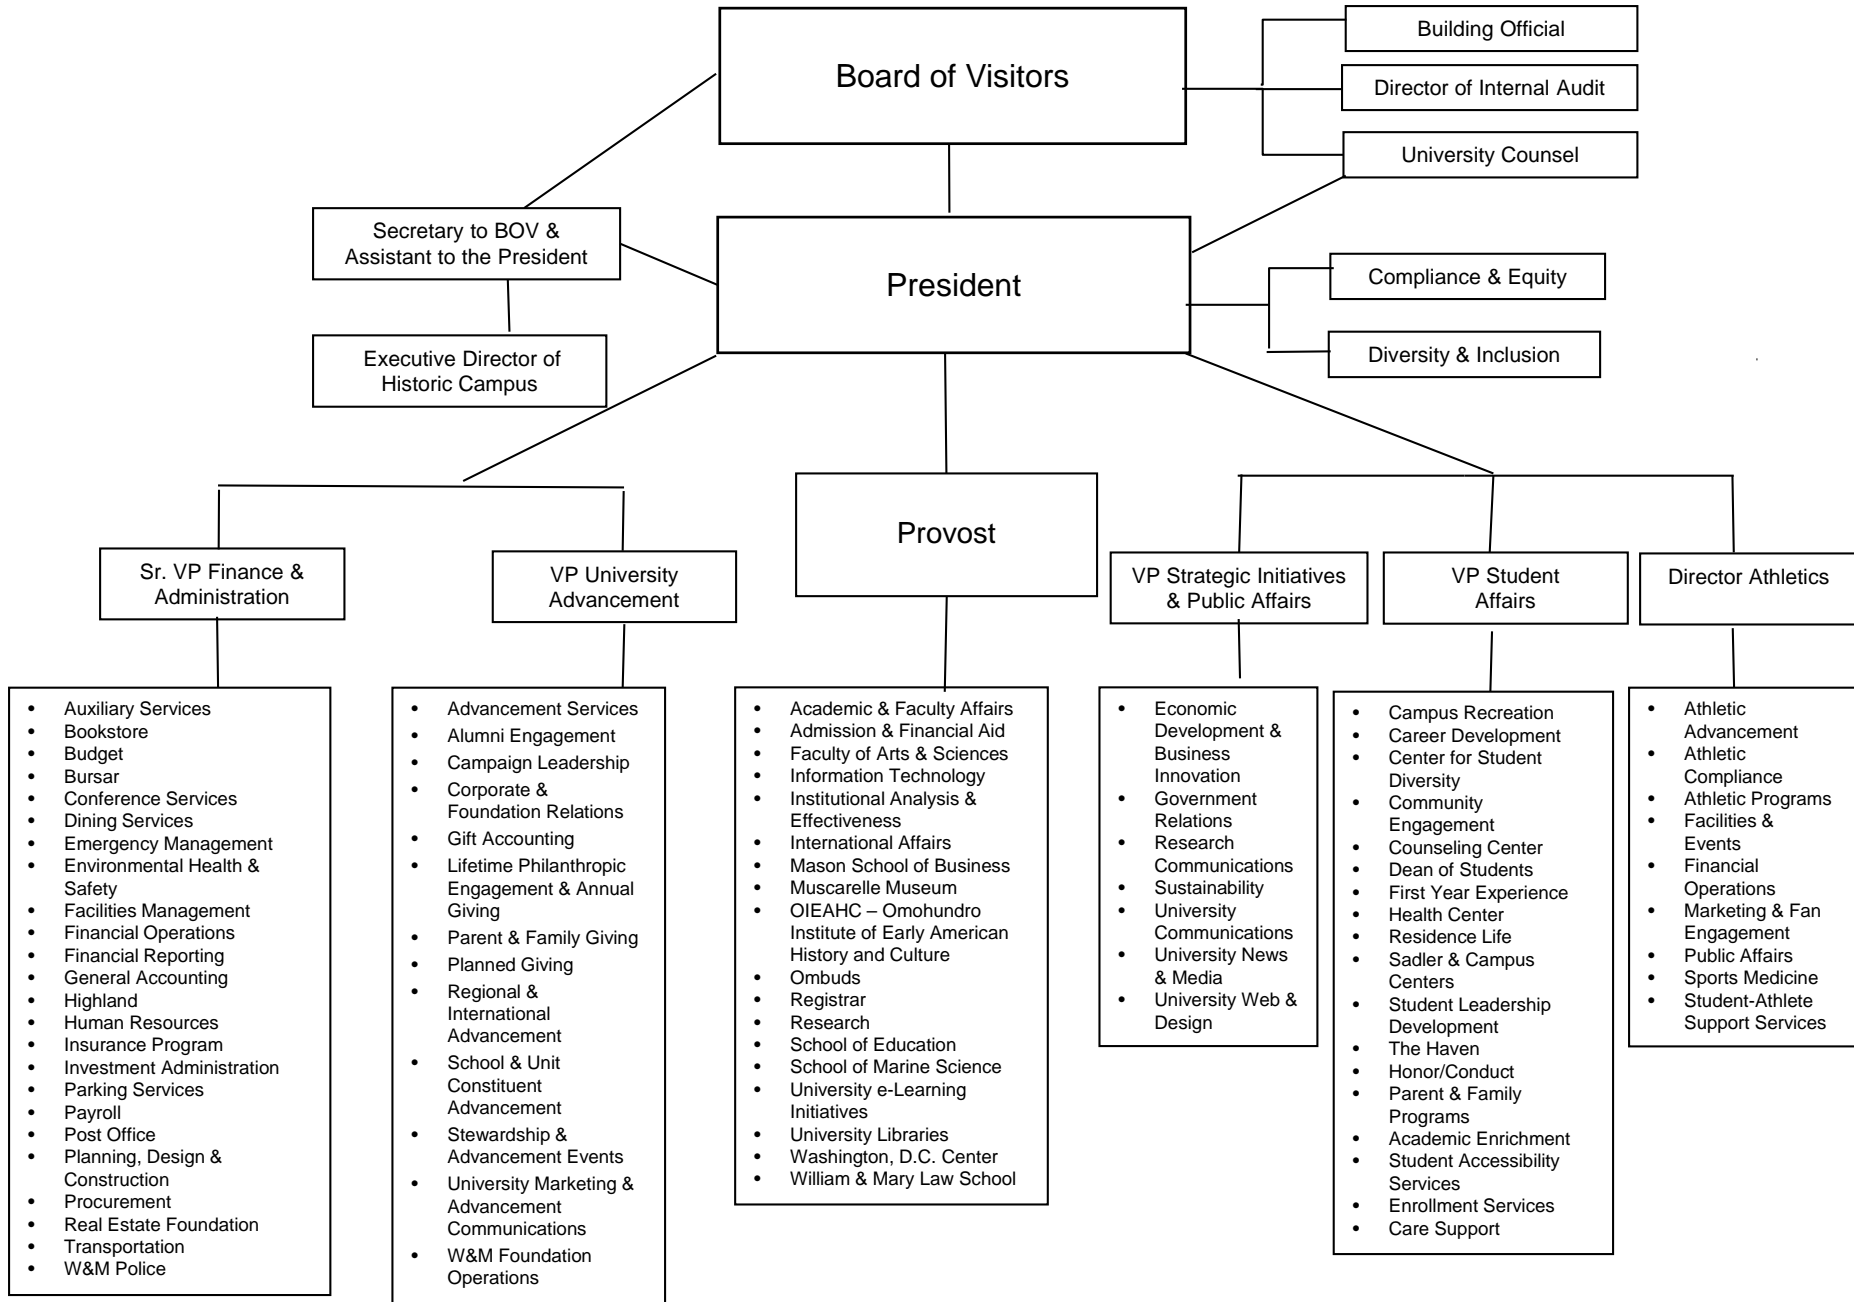 Board of Visitors
Building Official
Director of Internal Audit
University Counsel
Secretary to BOV &
Assistant to the President
President
Compliance & Equity
Diversity & Inclusion
Executive Director of
Historic Campus
Provost
Sr. VP Finance &
Administration
VP University
Advancement
VP Strategic Initiatives
& Public Affairs
VP Student
Affairs
Director Athletics
• Auxiliary Services
• Bookstore
• Budget
• Bursar
• Conference Services
• Dining Services
• Emergency Management
• Environmental Health &
Safety
• Facilities Management
• Financial Operations
• Financial Reporting
• General Accounting
• Highland
• Human Resources
• Insurance Program
• Investment Administration
• Parking Services
• Payroll
• Post Office
• Planning, Design &
Construction
• Procurement
• Real Estate Foundation
• Transportation
• W&M Police
• Advancement Services
• Alumni Engagement
• Campaign Leadership
• Corporate &
Foundation Relations
• Gift Accounting
• Lifetime Philanthropic
Engagement & Annual
Giving
• Parent & Family Giving
• Planned Giving
• Regional &
International
Advancement
• School & Unit
Constituent
Advancement
• Stewardship &
Advancement Events
• University Marketing &
Advancement
Communications
• W&M Foundation
Operations
• Academic & Faculty Affairs
• Admission & Financial Aid
• Faculty of Arts & Sciences
• Information Technology
• Institutional Analysis &
Effectiveness
• International Affairs
• Mason School of Business
• Muscarelle Museum
• OIEAHC – Omohundro
Institute of Early American
History and Culture
• Ombuds
• Registrar
• Research
• School of Education
• School of Marine Science
• University e-Learning
Initiatives
• University Libraries
• Washington, D.C. Center
• William & Mary Law School
• Economic
Development &
Business
Innovation
• Government
Relations
• Research
Communications
• Sustainability
• University
Communications
• University News
& Media
• University Web &
Design
• Campus Recreation
• Career Development
• Center for Student
Diversity
• Community
Engagement
• Counseling Center
• Dean of Students
• First Year Experience
• Health Center
• Residence Life
• Sadler & Campus
Centers
• Student Leadership
Development
• The Haven
• Honor/Conduct
• Parent & Family
Programs
• Academic Enrichment
• Student Accessibility
Services
• Enrollment Services
• Care Support
• Athletic
Advancement
• Athletic
Compliance
• Athletic Programs
• Facilities &
Events
• Financial
Operations
• Marketing & Fan
Engagement
• Public Affairs
• Sports Medicine
• Student-Athlete
Support Services